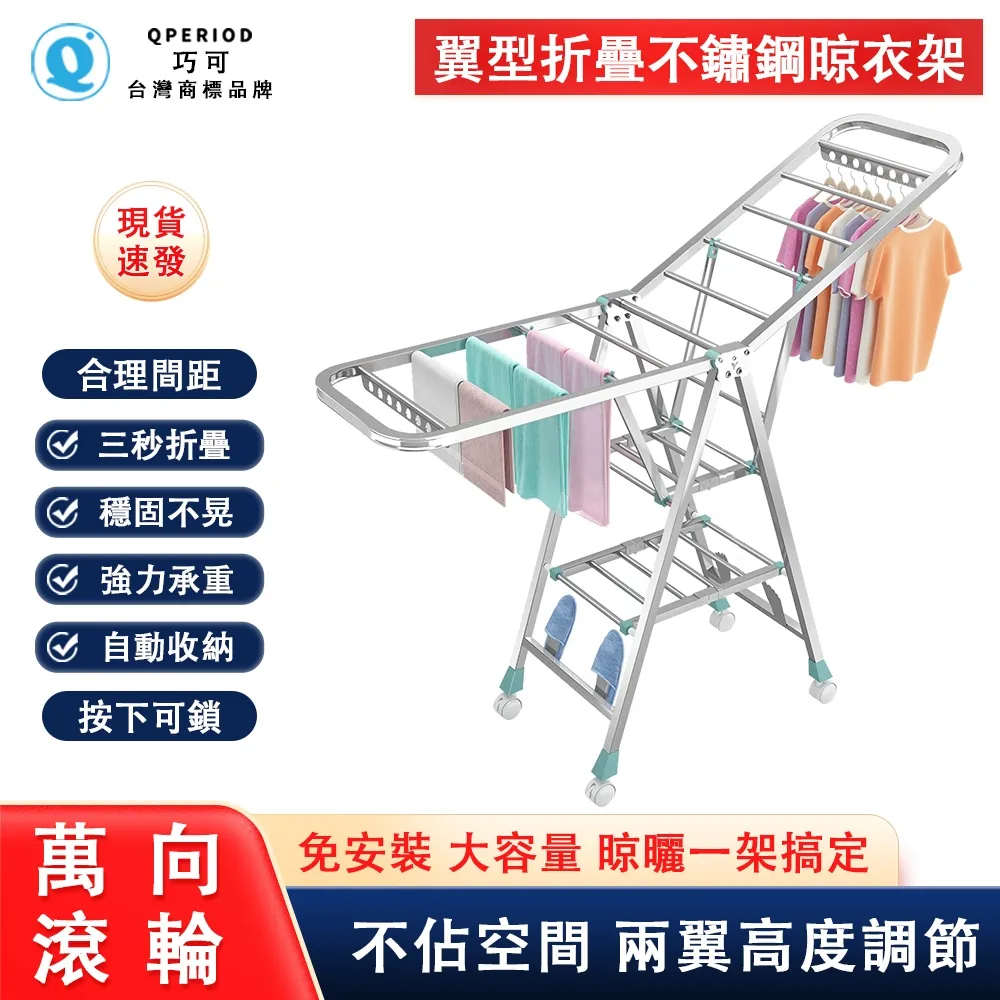 QPERIOD
巧可
台灣商標品牌
翼型折疊不鏽鋼晾衣架
現貨
速發
合理間距
三秒折疊
穩固不晃
強力承重
自動收納
按下可鎖
萬向
滾輪
免安裝 大容量 晾曬一架搞定
不佔空間 兩翼高度調節